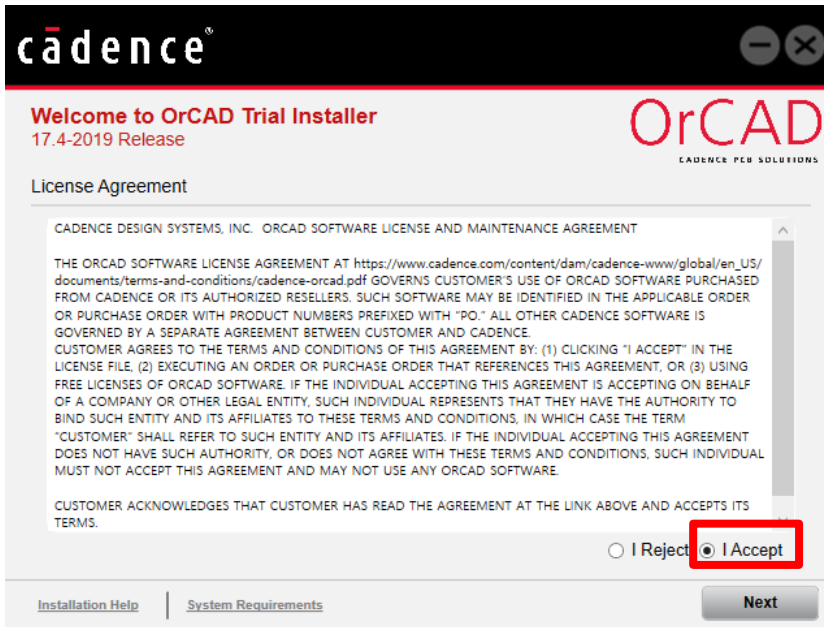 cādence®
Welcome to OrCAD Trial Installer
17.4-2019 Release
OrCAD
CADENCE PCB SOLUTIONS
License Agreement
CADENCE DESIGN SYSTEMS, INC.  ORCAD SOFTWARE LICENSE AND MAINTENANCE AGREEMENT
THE ORCAD SOFTWARE LICENSE AGREEMENT AT https://www.cadence.com/content/dam/cadence-www/global/en_US/
documents/terms-and-conditions/cadence-orcad.pdf GOVERNS CUSTOMER'S USE OF ORCAD SOFTWARE PURCHASED
FROM CADENCE OR ITS AUTHORIZED RESELLERS. SUCH SOFTWARE MAY BE IDENTIFIED IN THE APPLICABLE ORDER
OR PURCHASE ORDER WITH PRODUCT NUMBERS PREFIXED WITH "PO." ALL OTHER CADENCE SOFTWARE IS
GOVERNED BY A SEPARATE AGREEMENT BETWEEN CUSTOMER AND CADENCE.
CUSTOMER AGREES TO THE TERMS AND CONDITIONS OF THIS AGREEMENT BY: (1) CLICKING "I ACCEPT" IN THE
LICENSE FILE, (2) EXECUTING AN ORDER OR PURCHASE ORDER THAT REFERENCES THIS AGREEMENT, OR (3) USING
FREE LICENSES OF ORCAD SOFTWARE. IF THE INDIVIDUAL ACCEPTING THIS AGREEMENT IS ACCEPTING ON BEHALF
OF A COMPANY OR OTHER LEGAL ENTITY, SUCH INDIVIDUAL REPRESENTS THAT THEY HAVE THE AUTHORITY TO
BIND SUCH ENTITY AND ITS AFFILIATES TO THESE TERMS AND CONDITIONS, IN WHICH CASE THE TERM
"CUSTOMER" SHALL REFER TO SUCH ENTITY AND ITS AFFILIATES. IF THE INDIVIDUAL ACCEPTING THIS AGREEMENT
DOES NOT HAVE SUCH AUTHORITY, OR DOES NOT AGREE WITH THESE TERMS AND CONDITIONS, SUCH INDIVIDUAL
MUST NOT ACCEPT THIS AGREEMENT AND MAY NOT USE ANY ORCAD SOFTWARE.
CUSTOMER ACKNOWLEDGES THAT CUSTOMER HAS READ THE AGREEMENT AT THE LINK ABOVE AND ACCEPTS ITS
TERMS.
I Reject I Accept
Installation Help System Requirements Next